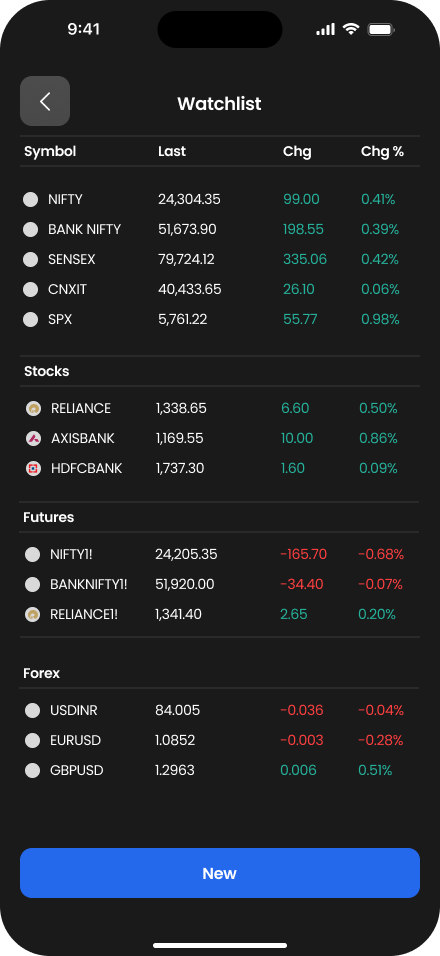 9:41
Watchlist
Symbol Last Chg Chg %
NIFTY 24,304.35 99.00 0.41%
BANK NIFTY 51,673.90 198.55 0.39%
SENSEX 79,724.12 335.06 0.42%
CNXIT 40,433.65 26.10 0.06%
SPX 5,761.22 55.77 0.98%
Stocks
RELIANCE 1,338.65 6.60 0.50%
AXISBANK 1,169.55 10.00 0.86%
HDFCBANK 1,737.30 1.60 0.09%
Futures
NIFTY1! 24,205.35 -165.70 -0.68%
BANKNIFTY1! 51,920.00 -34.40 -0.07%
RELIANCE1! 1,341.40 2.65 0.20%
Forex
USDINR 84.005 -0.036 -0.04%
EURUSD 1.0852 -0.003 -0.28%
GBPUSD 1.2963 0.006 0.51%
New